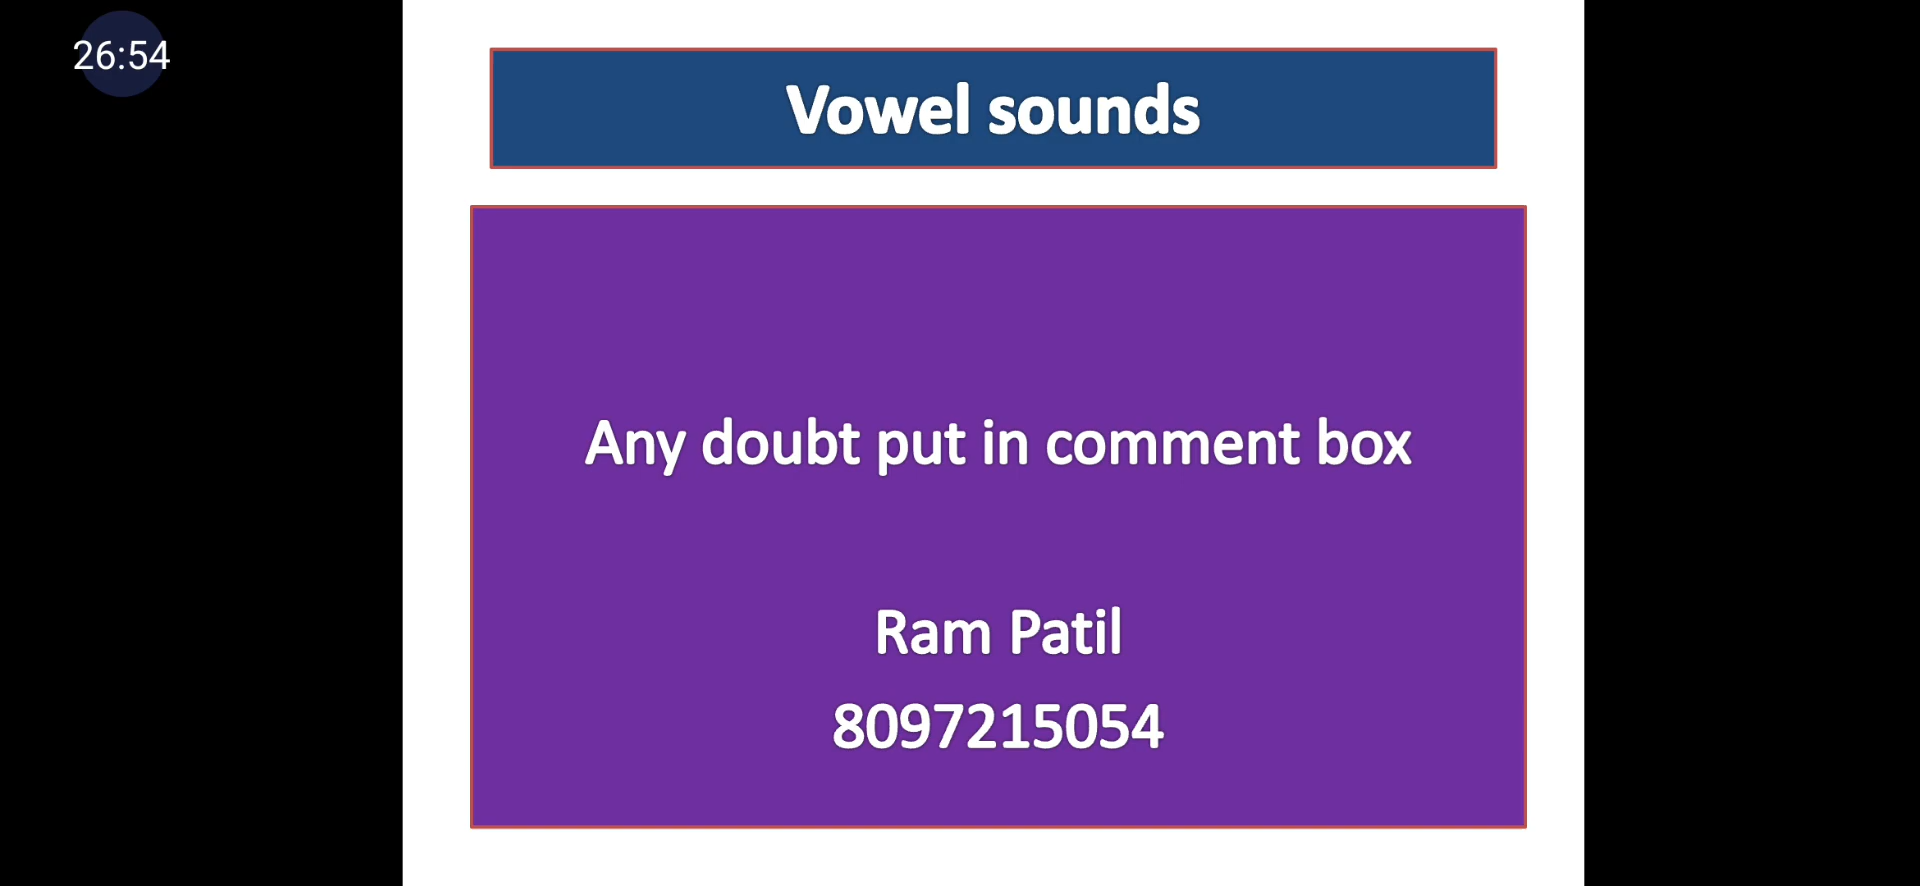 26:54
Vowel sounds
Any doubt put in comment box
Ram Patil
8097215054